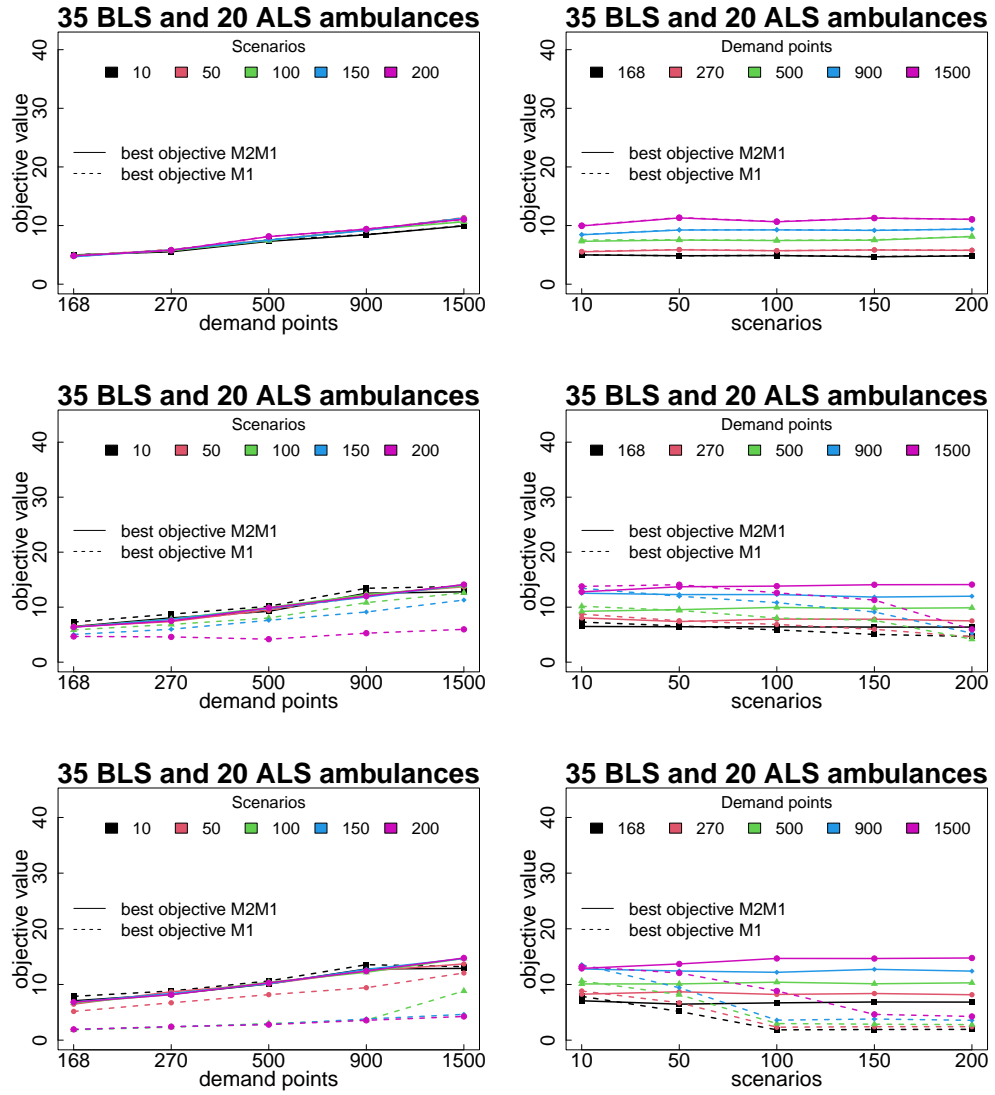 35 BLS and 20 ALS ambulances
objective value
0 10 20 30 40
Scenarios
10 50 100 150 200
best objective M2M1
best objective M1
168 270 500 900 1500
demand points
35 BLS and 20 ALS ambulances
objective value
0 10 20 30 40
Demand points
168 270 500 900 1500
best objective M2M1
best objective M1
10 50 100 150 200
scenarios
35 BLS and 20 ALS ambulances
objective value
0 10 20 30 40
Scenarios
10 50 100 150 200
best objective M2M1
best objective M1
168 270 500 900 1500
demand points
35 BLS and 20 ALS ambulances
objective value
0 10 20 30 40
Demand points
168 270 500 900 1500
best objective M2M1
best objective M1
10 50 100 150 200
scenarios
35 BLS and 20 ALS ambulances
objective value
0 10 20 30 40
Scenarios
10 50 100 150 200
best objective M2M1
best objective M1
168 270 500 900 1500
demand points
35 BLS and 20 ALS ambulances
objective value
0 10 20 30 40
Demand points
168 270 500 900 1500
best objective M2M1
best objective M1
10 50 100 150 200
scenarios